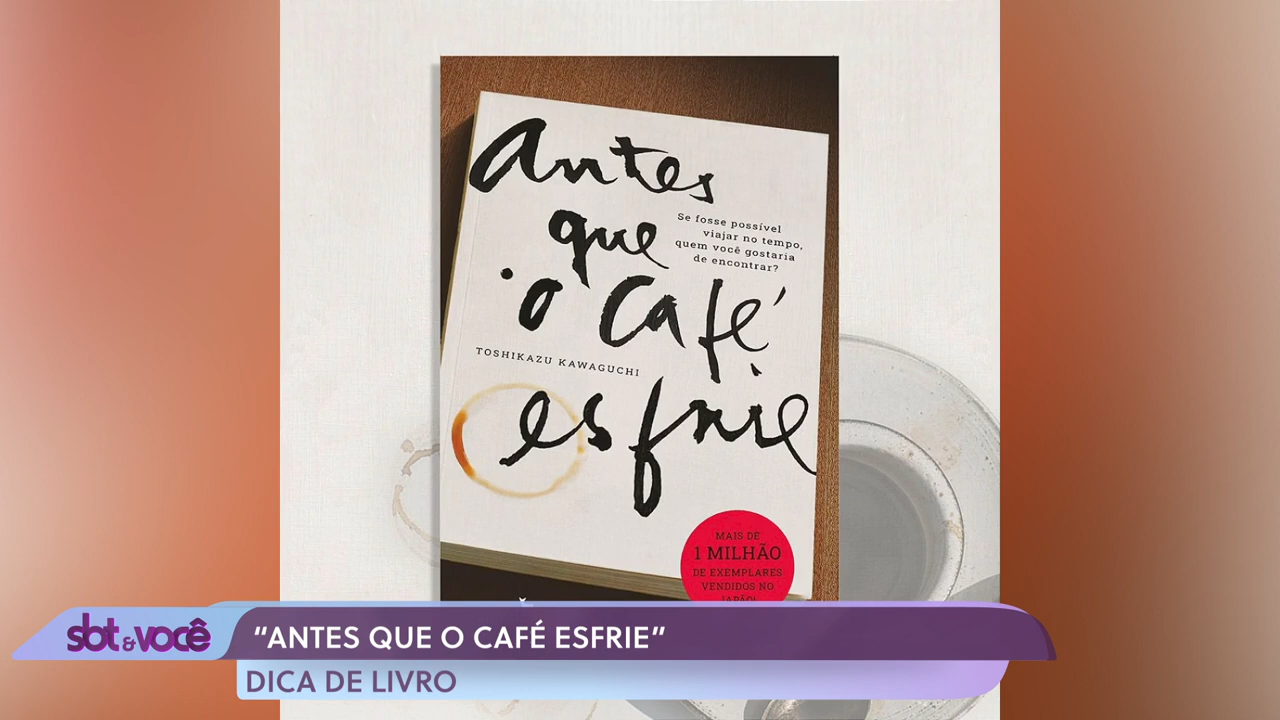 antes
que
o café
esfrie
Se fosse possível
viajar no tempo,
quem você gostaria
de encontrar?
TOSHIKAZU KAWAGUCHI
MAIS DE
1 MILHÃO
DE EXEMPLARES
VENDIDOS NO
JAPÃO!
sbt&você
“ANTES QUE O CAFÉ ESFRIE”
DICA DE LIVRO